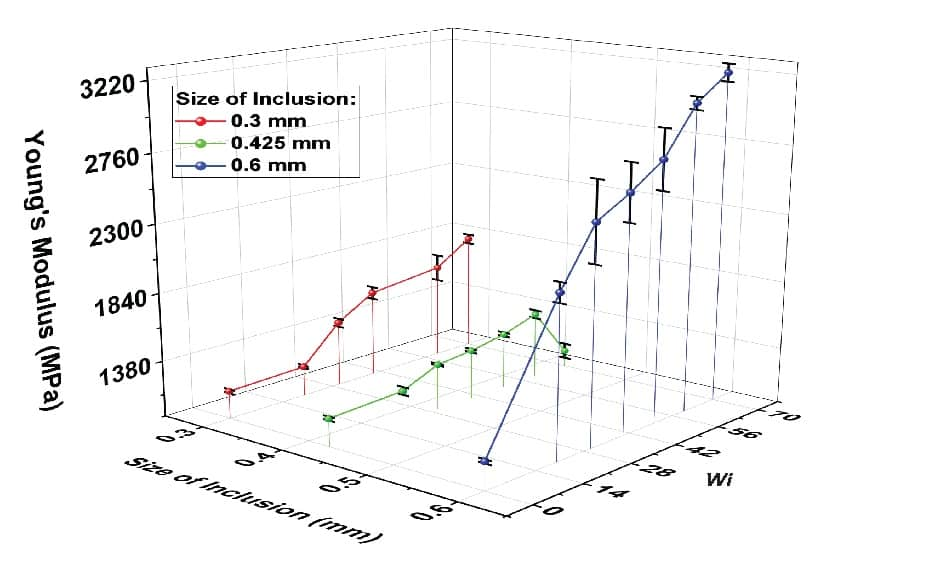 3220
2760
2300
1840
1380
Young's Modulus (MPa)
Size of Inclusion:
0.3 mm
0.425 mm
0.6 mm
0.3
0.4
0.5
0.6
Size of Inclusion (mm)
0
14
28
42
56
70
Wi